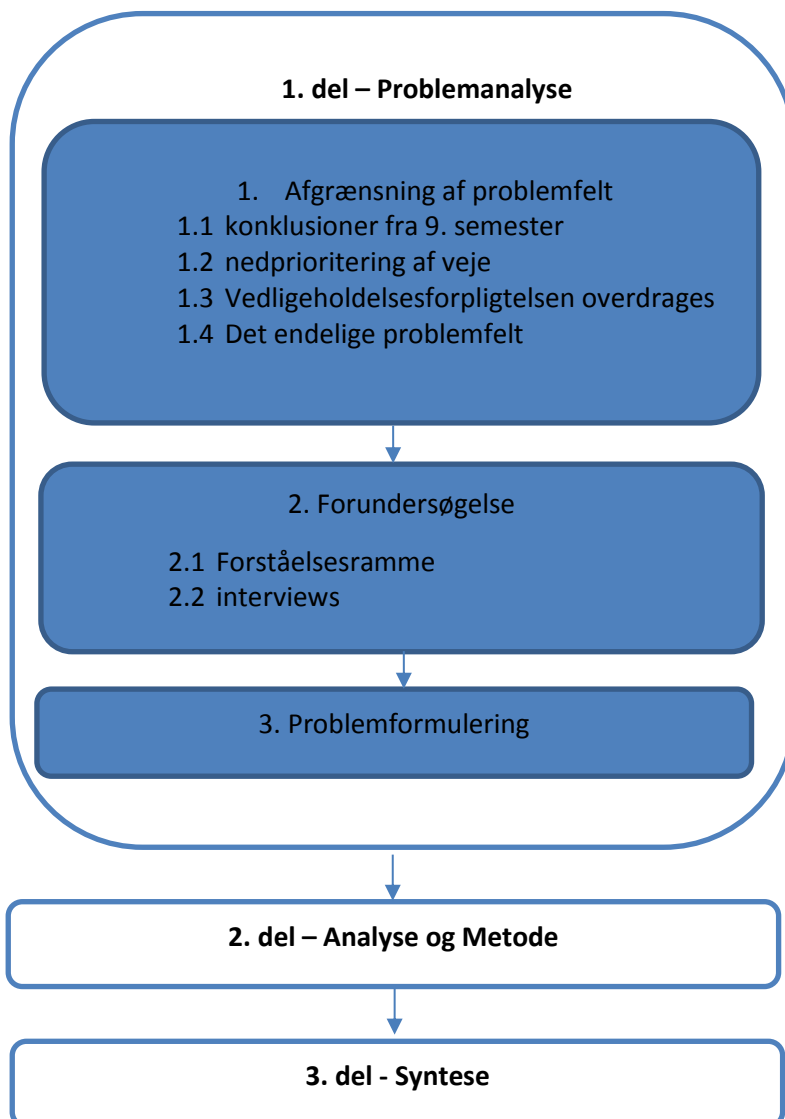 1. del – Problemanalyse
1. Afgrænsning af problemfelt
1.1 konklusioner fra 9. semester
1.2 nedprioritering af veje
1.3 Vedligeholdelsesforpligtelsen overdrages
1.4 Det endelige problemfelt
2. Forundersøgelse
2.1 Forståelsesramme
2.2 interviews
3. Problemformulering
2. del – Analyse og Metode
3. del - Syntese